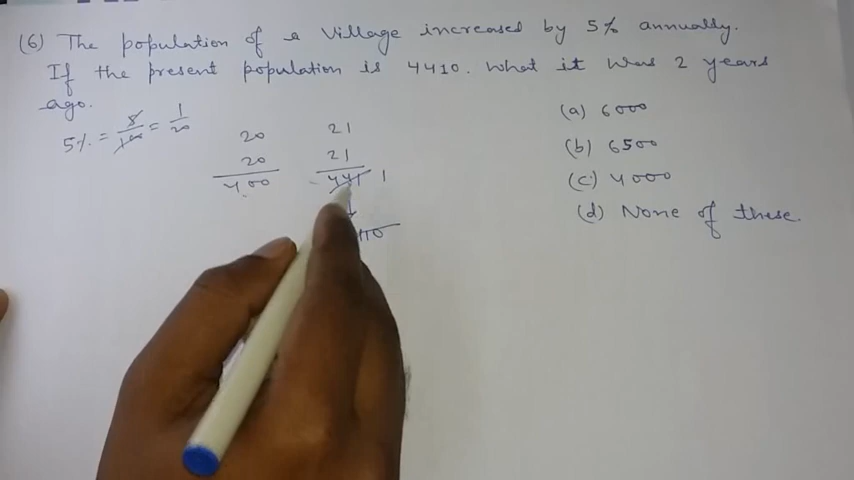 (6) The population of a Village increased by 5% annually.
If the present population is 4410. What it was 2 years
ago.
5% = 5/100 = 1/20
20 21
20 21
400 441 1
(a) 6000
(b) 6500
(c) 4000
(d) None of these.